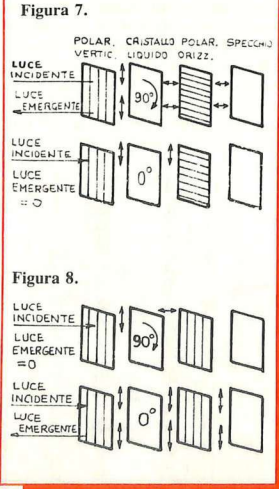 Figura 7.
POLAR. CRISTALLO POLAR. SPECCHIO
VERTIC. LIQUIDO ORIZZ.
LUCE
INCIDENTE
LUCE
EMERGENTE
90°
LUCE
INCIDENTE
LUCE
EMERGENTE
= 0
0°
Figura 8.
LUCE
INCIDENTE
LUCE
EMERGENTE
=0
90°
LUCE
INCIDENTE
LUCE
EMERGENTE
0°